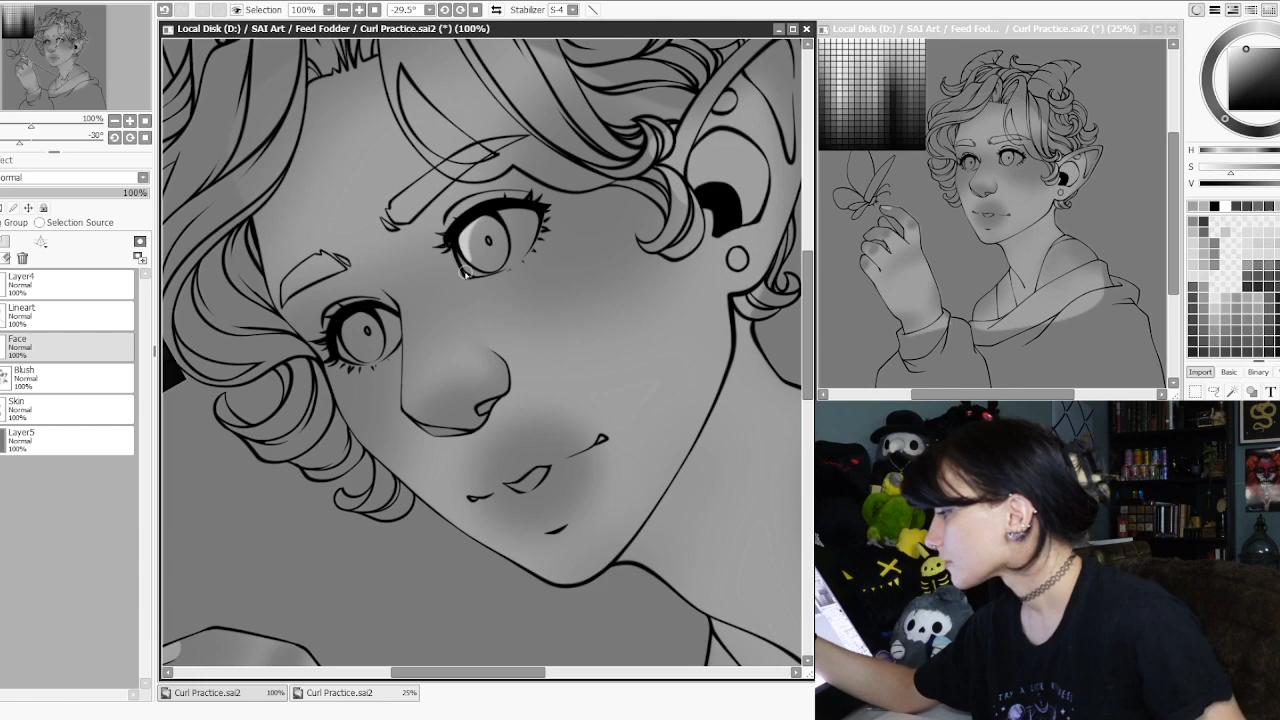 Selection 100% -29.5° Stabilizer S-4
Local Disk (D:) / SAI Art / Feed Fodder / Curl Practice.sai2 (*) (100%)
Local Disk (D:) / SAI Art / Feed Fod... / Curl Practice.sai2 (*) (25%)
100%
-30°
100%
Selection Source
Layer4
Normal
100%
Lineart
Normal
100%
Face
Normal
100%
Blush
Normal
100%
Skin
Normal
100%
Layer5
Normal
100%
H
S
V
Import Basic Binary
T
Curl Practice.sai2 100%
Curl Practice.sai2 25%